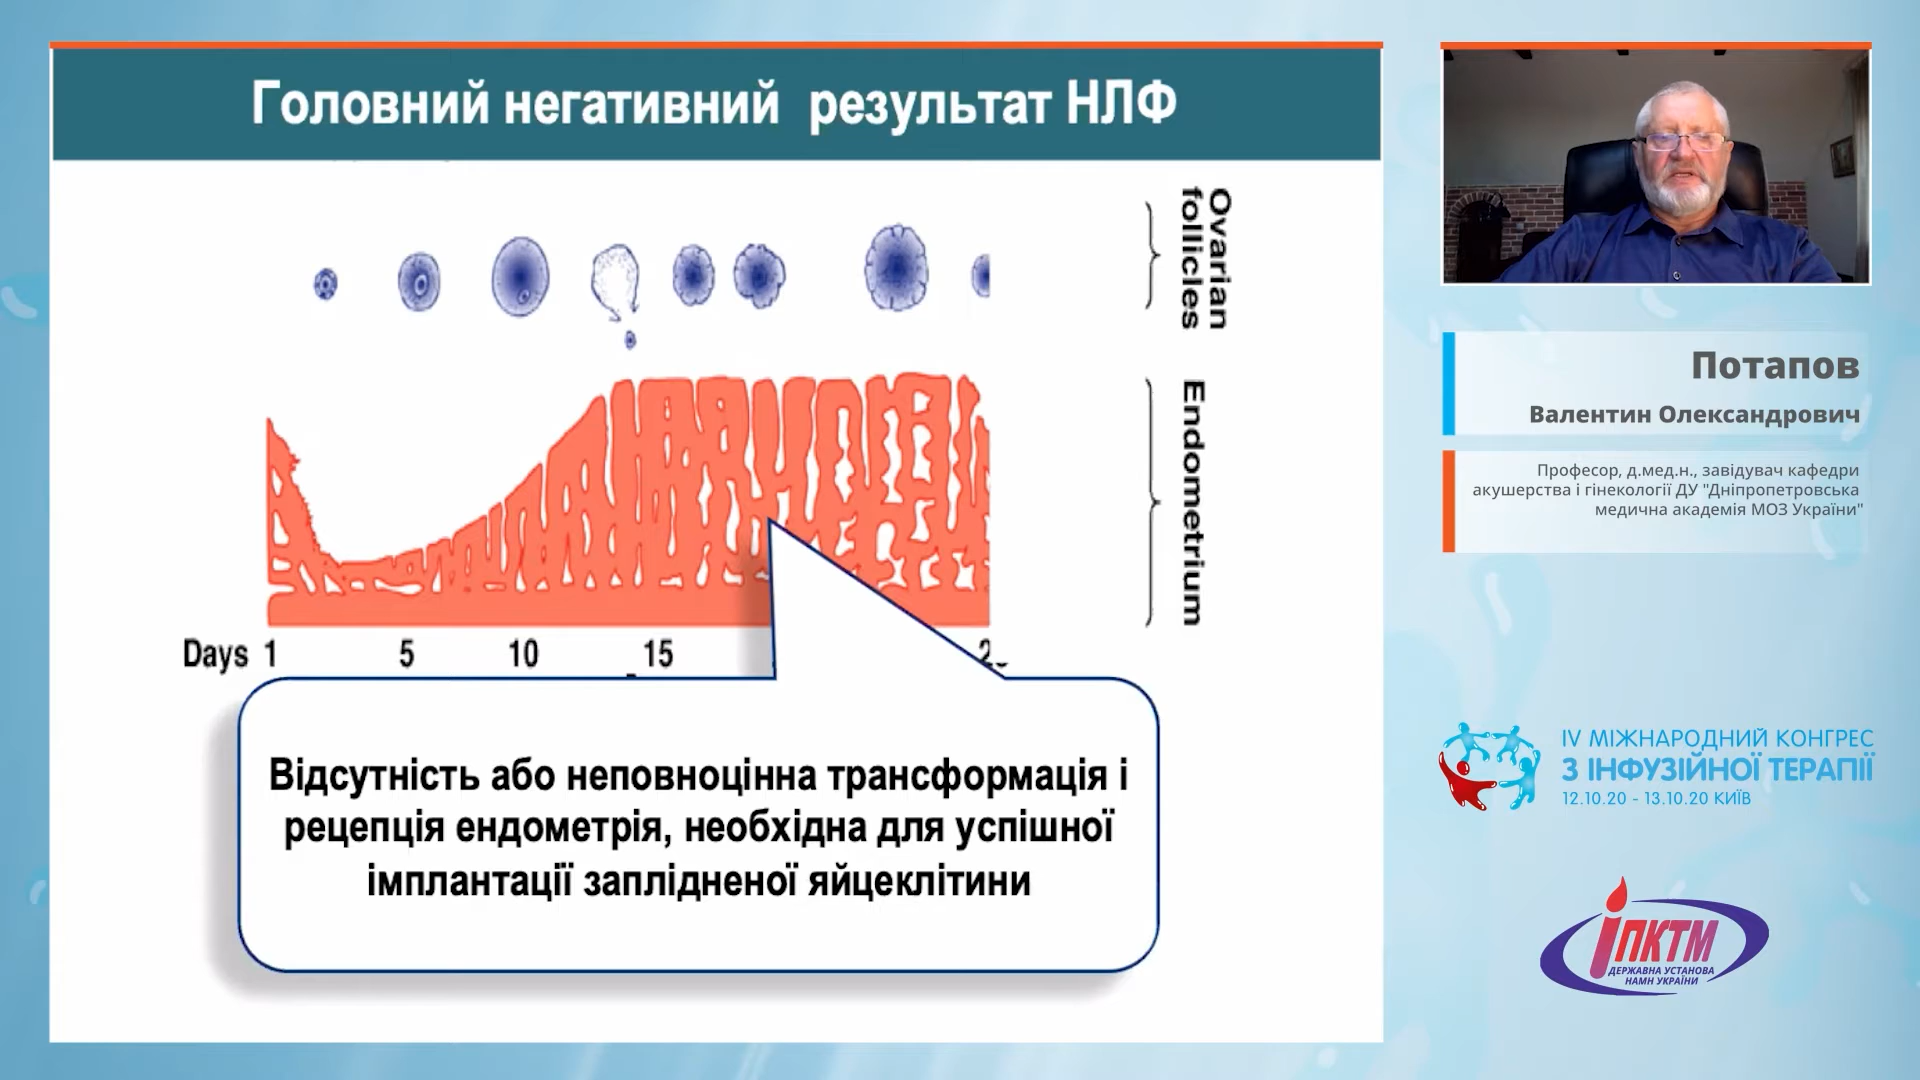 Головний негативний результат НЛФ
Ovarian
follicles
Endometrium
Days 1 5 10 15
Відсутність або неповноцінна трансформація і
рецепція ендометрія, необхідна для успішної
імплантації заплідненої яйцеклітини
Потапов
Валентин Олександрович
Професор, д.мед.н., завідувач кафедри
акушерства і гінекології ДУ "Дніпропетровська
медична академія МОЗ України"
IV МІЖНАРОДНИЙ КОНГРЕС
З ІНФУЗІЙНОЇ ТЕРАПІЇ
12.10.20 - 13.10.20 КИЇВ
ІПКТМ
ДЕРЖАВНА УСТАНОВА
НАМН УКРАЇНИ